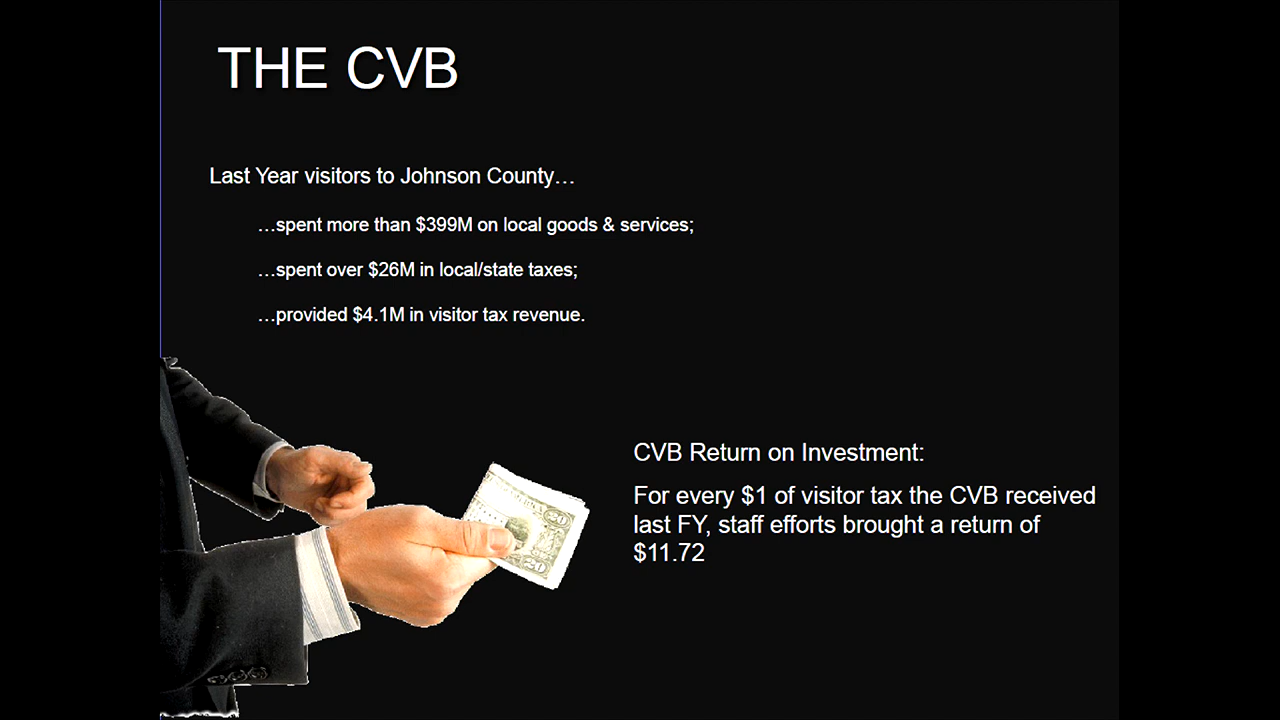 THE CVB
Last Year visitors to Johnson County…
…spent more than $399M on local goods & services;
…spent over $26M in local/state taxes;
…provided $4.1M in visitor tax revenue.
CVB Return on Investment:
For every $1 of visitor tax the CVB received
last FY, staff efforts brought a return of
$11.72
20
20